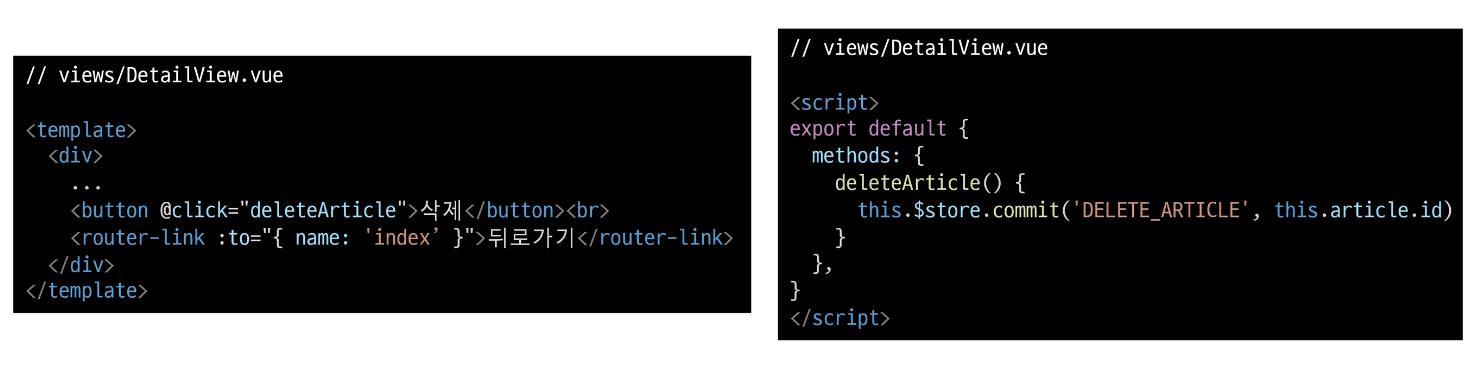 // views/DetailView.vue
<template>
  <div>
    ...
    <button @click="deleteArticle">삭제</button><br>
    <router-link :to="{ name: 'index’ }">뒤로가기</router-link>
  </div>
</template>
// views/DetailView.vue
<script>
export default {
  methods: {
    deleteArticle() {
      this.$store.commit('DELETE_ARTICLE', this.article.id)
    }
  },
}
</script>